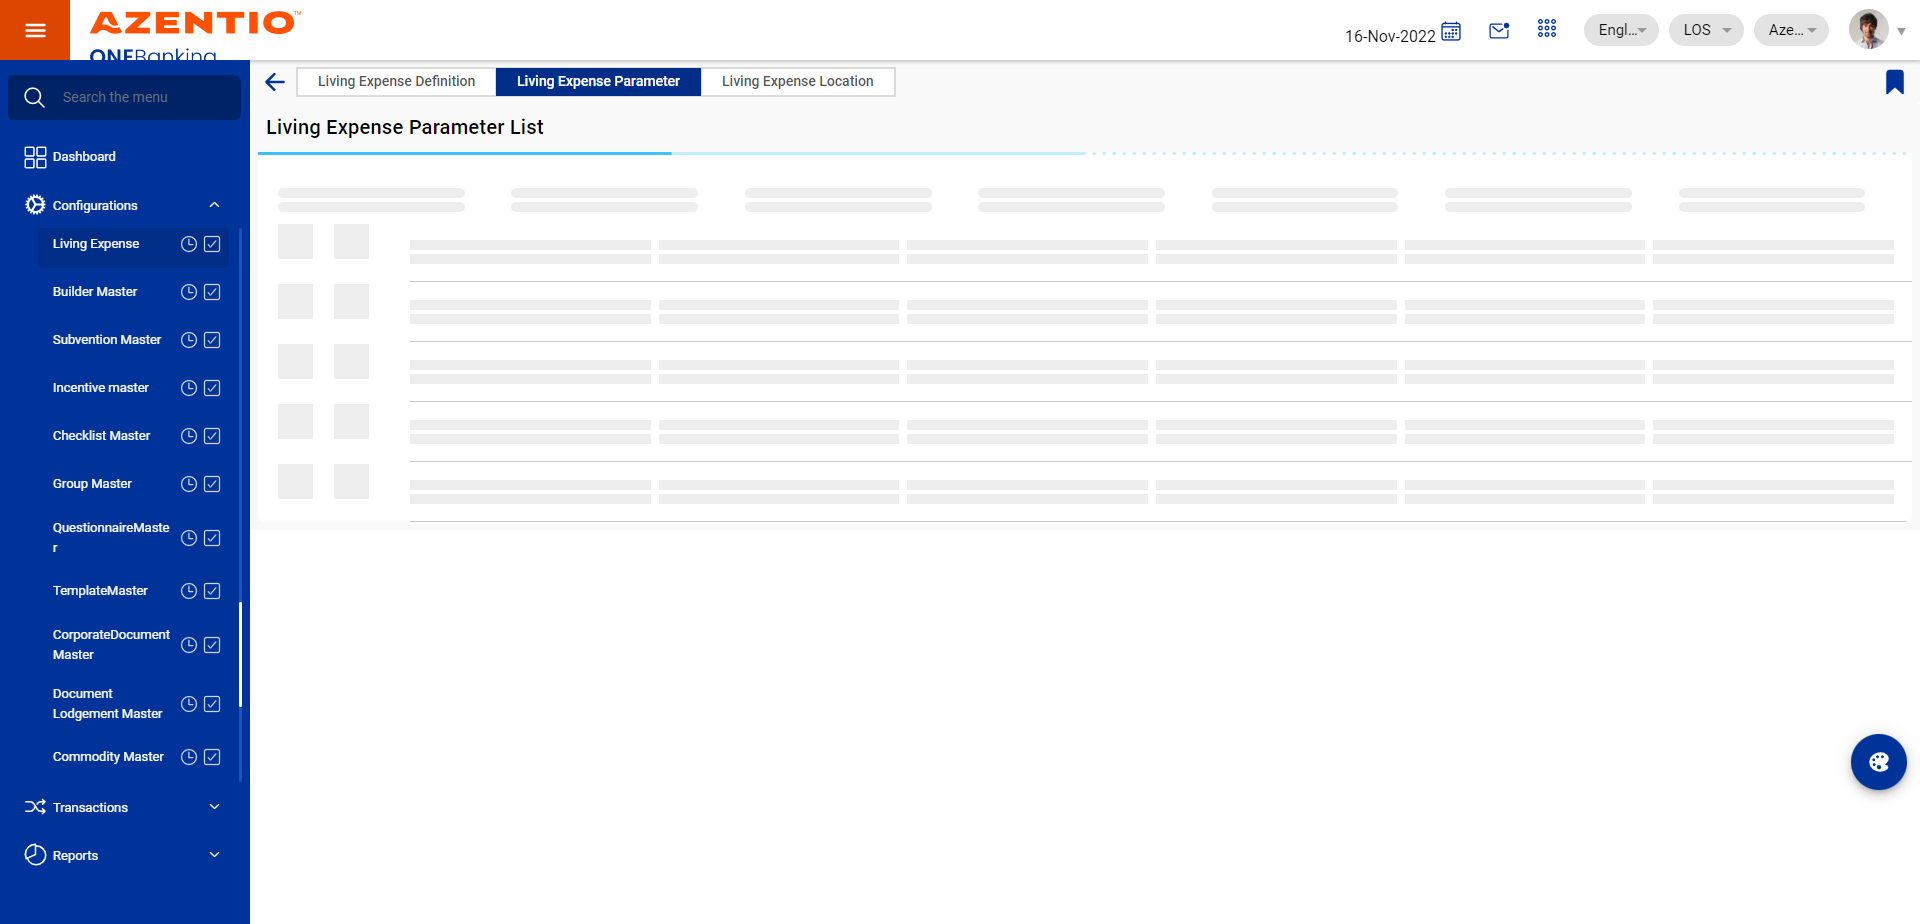 AZENTIO™
ONEBanking
16-Nov-2022
Engl...
LOS
Aze...
Search the menu
Dashboard
Configurations
Living Expense
Builder Master
Subvention Master
Incentive master
Checklist Master
Group Master
QuestionnaireMaste
r
TemplateMaster
CorporateDocument
Master
Document
Lodgement Master
Commodity Master
Transactions
Reports
Living Expense Definition
Living Expense Parameter
Living Expense Location
Living Expense Parameter List